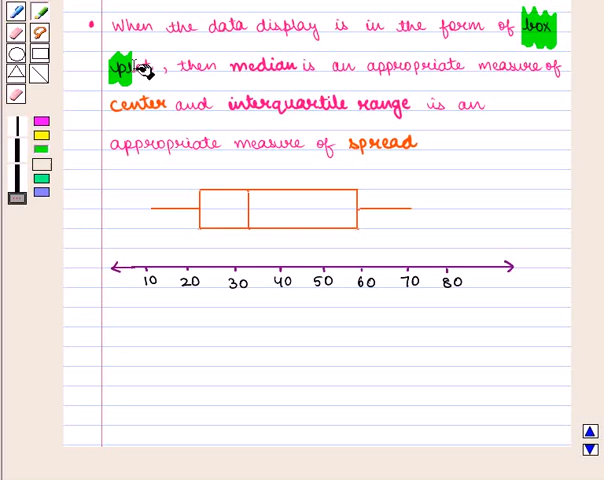 • When the data display is in the form of box
plot, then median is an appropriate measure of
center and interquartile range is an
appropriate measure of spread
10 20 30 40 50 60 70 80